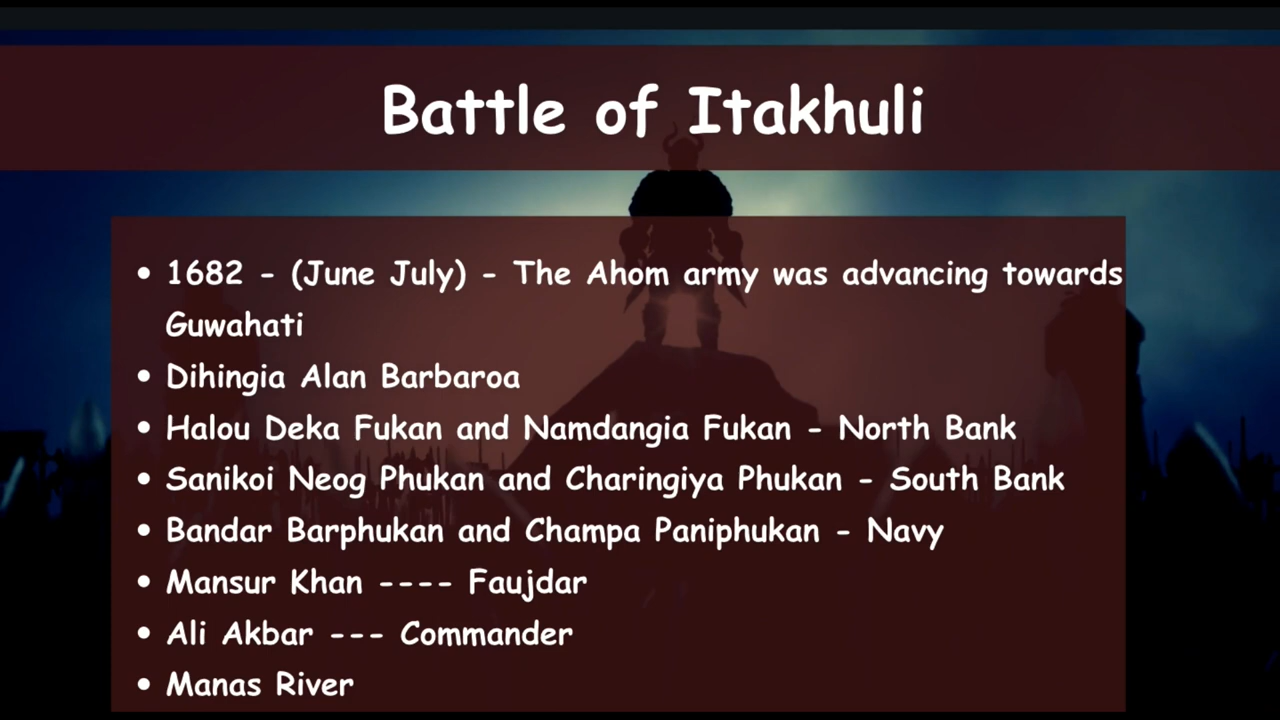 Battle of Itakhuli
• 1682 - (June July) - The Ahom army was advancing towards
Guwahati
• Dihingia Alan Barbaroa
• Halou Deka Fukan and Namdangia Fukan - North Bank
• Sanikoi Neog Phukan and Charingiya Phukan - South Bank
• Bandar Barphukan and Champa Paniphukan - Navy
• Mansur Khan ---- Faujdar
• Ali Akbar --- Commander
• Manas River